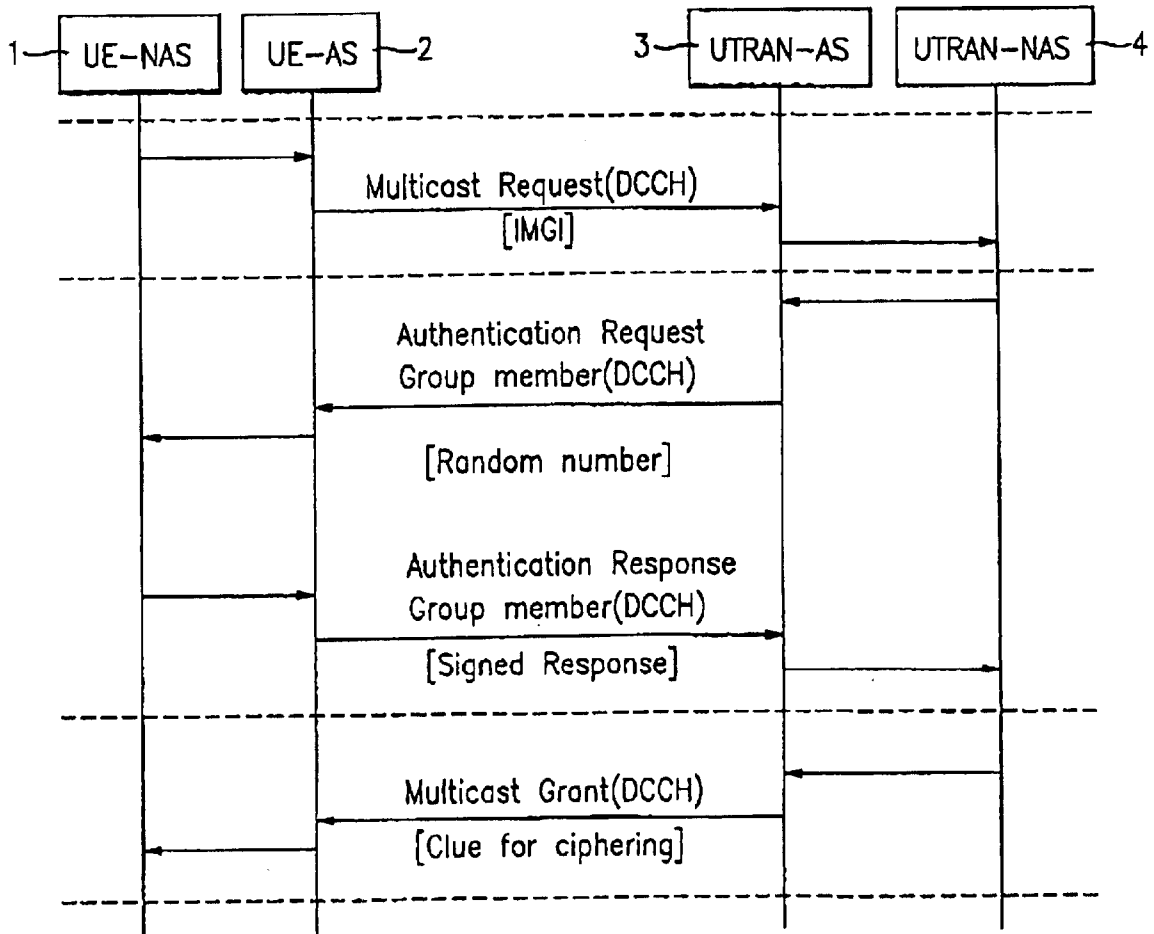 1 UE-NAS UE-AS 2 3 UTRAN-AS UTRAN-NAS 4
Multicast Request(DCCH)
[IMGI]
Authentication Request
Group member(DCCH)
[Random number]
Authentication Response
Group member(DCCH)
[Signed Response]
Multicast Grant(DCCH)
[Clue for ciphering]